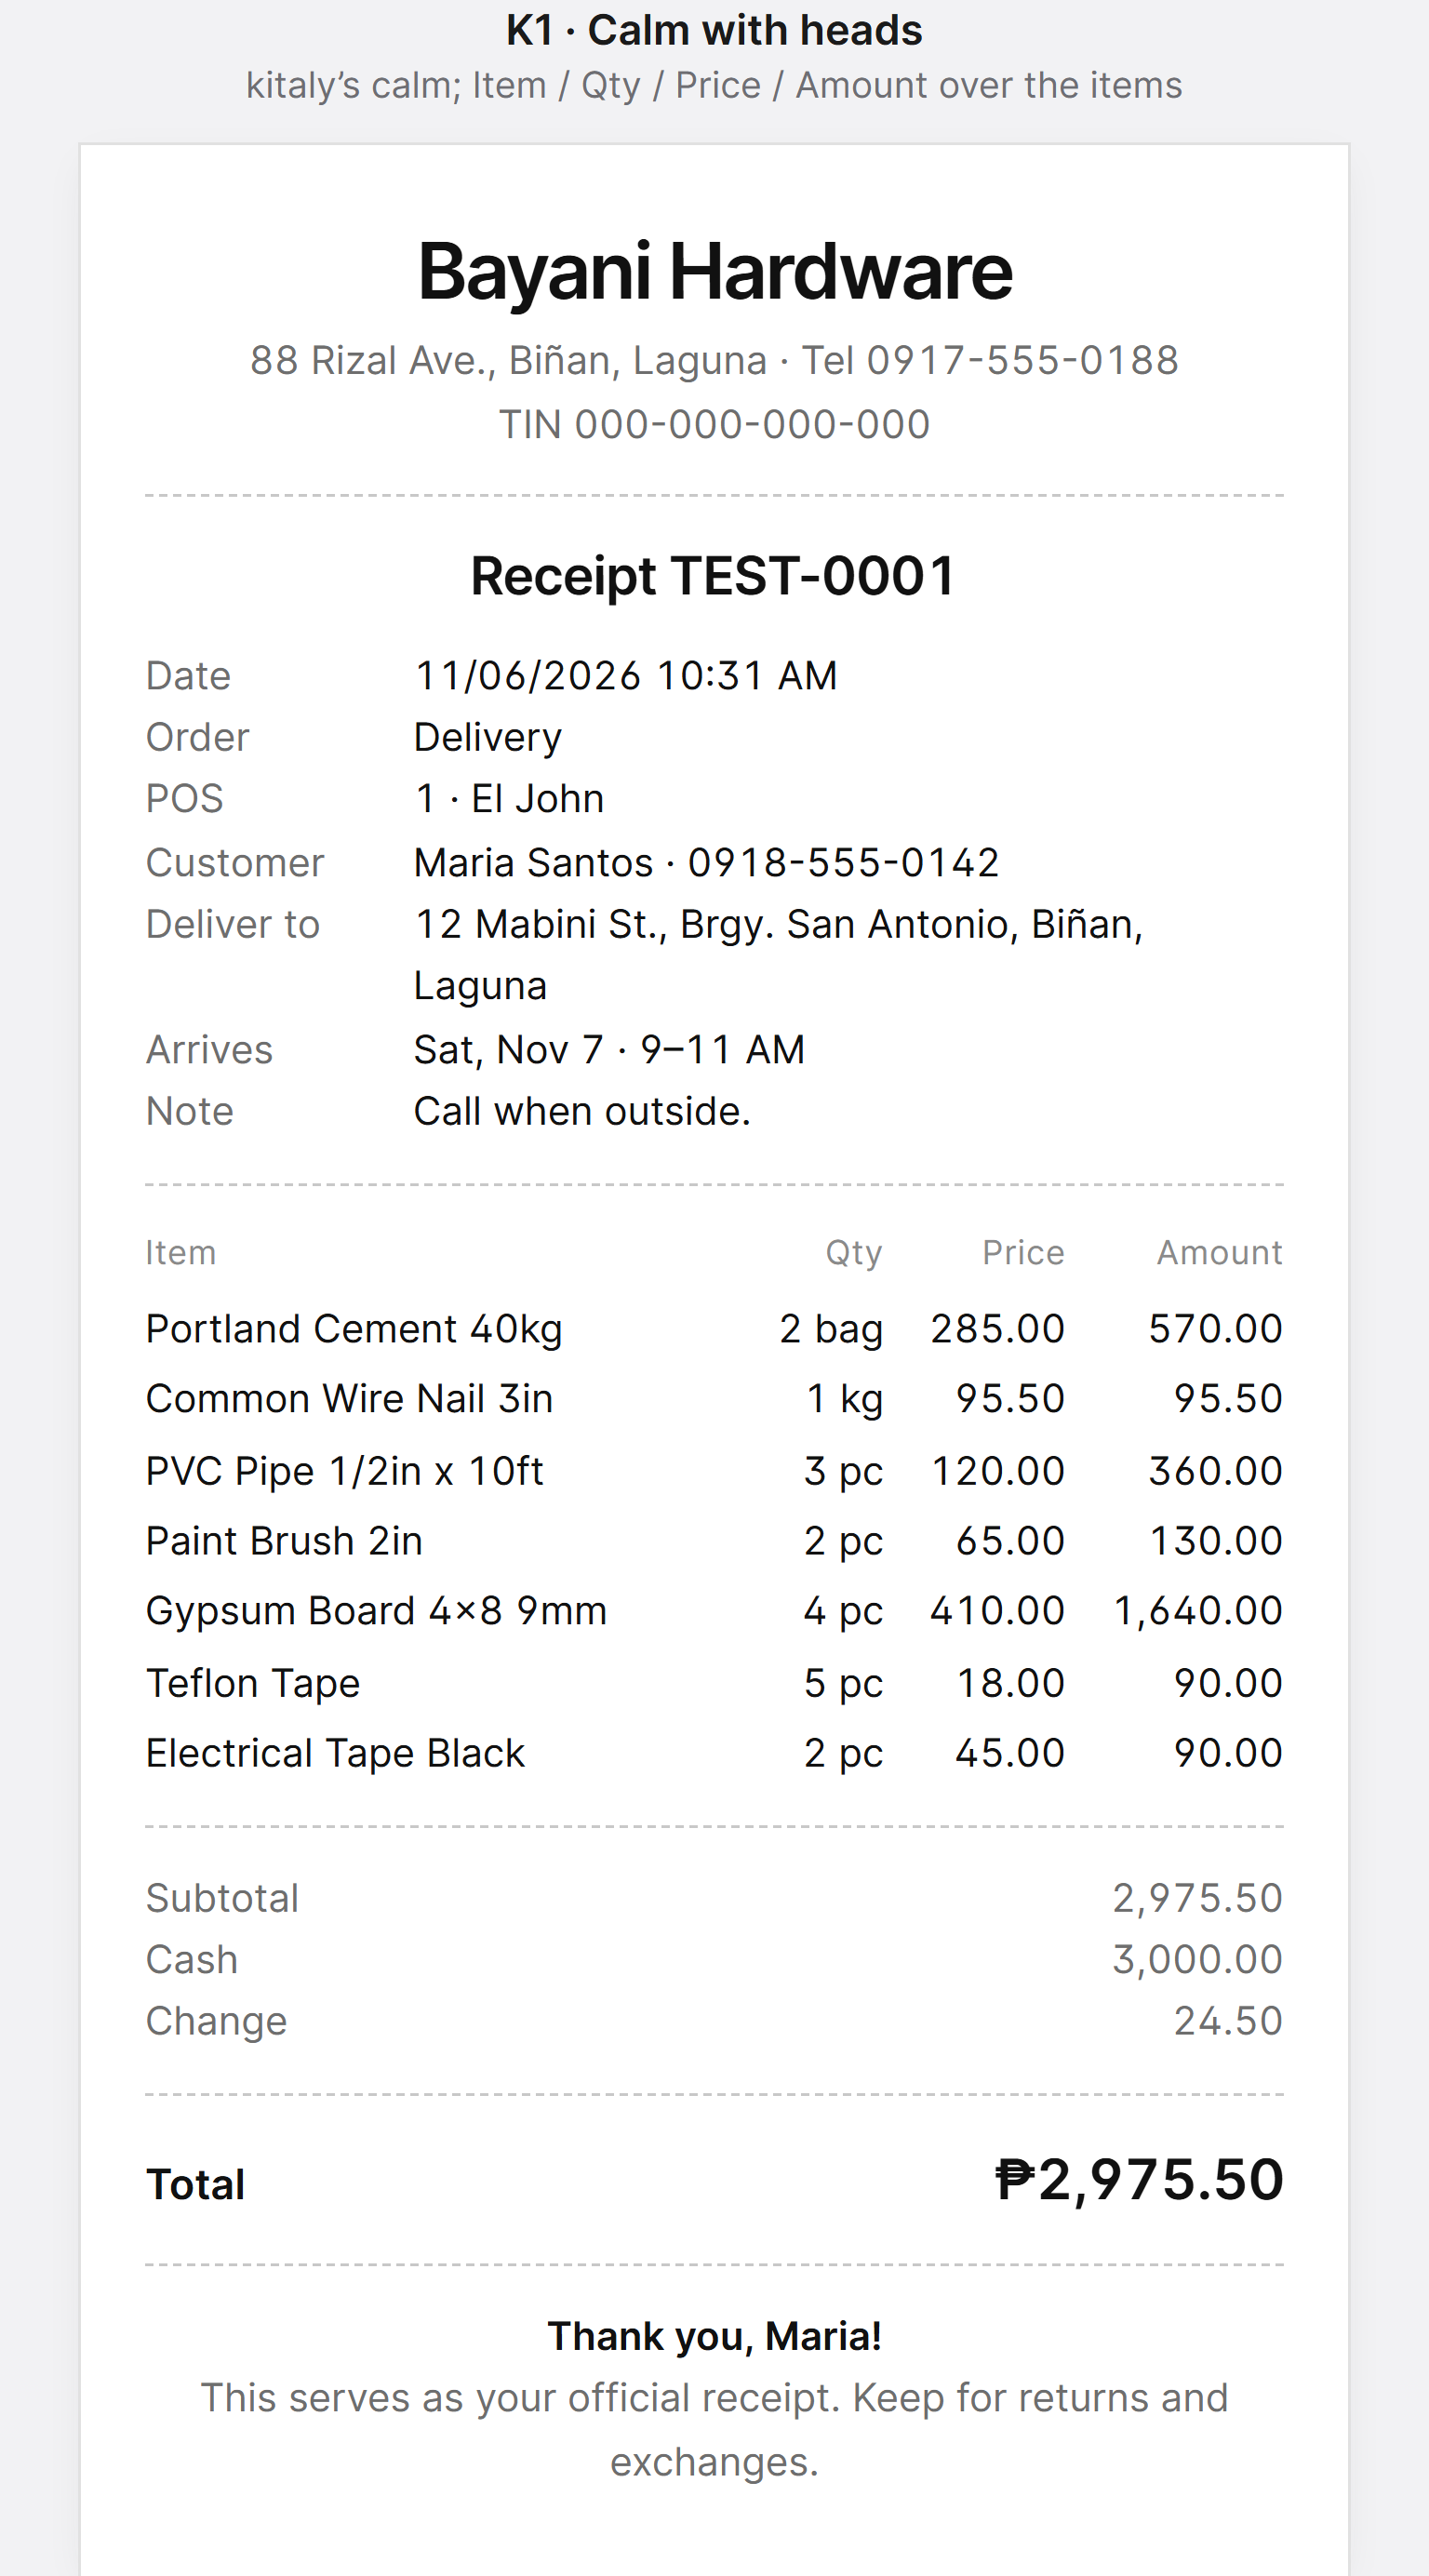 K1 · Calm with heads
kitaly’s calm; Item / Qty / Price / Amount over the items
Bayani Hardware
88 Rizal Ave., Biñan, Laguna · Tel 0917-555-0188
TIN 000-000-000-000
Receipt TEST-0001
Date 11/06/2026 10:31 AM
Order Delivery
POS 1 · El John
Customer Maria Santos · 0918-555-0142
Deliver to 12 Mabini St., Brgy. San Antonio, Biñan,
Laguna
Arrives Sat, Nov 7 · 9–11 AM
Note Call when outside.
Item Qty Price Amount
Portland Cement 40kg 2 bag 285.00 570.00
Common Wire Nail 3in 1 kg 95.50 95.50
PVC Pipe 1/2in x 10ft 3 pc 120.00 360.00
Paint Brush 2in 2 pc 65.00 130.00
Gypsum Board 4×8 9mm 4 pc 410.00 1,640.00
Teflon Tape 5 pc 18.00 90.00
Electrical Tape Black 2 pc 45.00 90.00
Subtotal 2,975.50
Cash 3,000.00
Change 24.50
Total ₱2,975.50
Thank you, Maria!
This serves as your official receipt. Keep for returns and
exchanges.